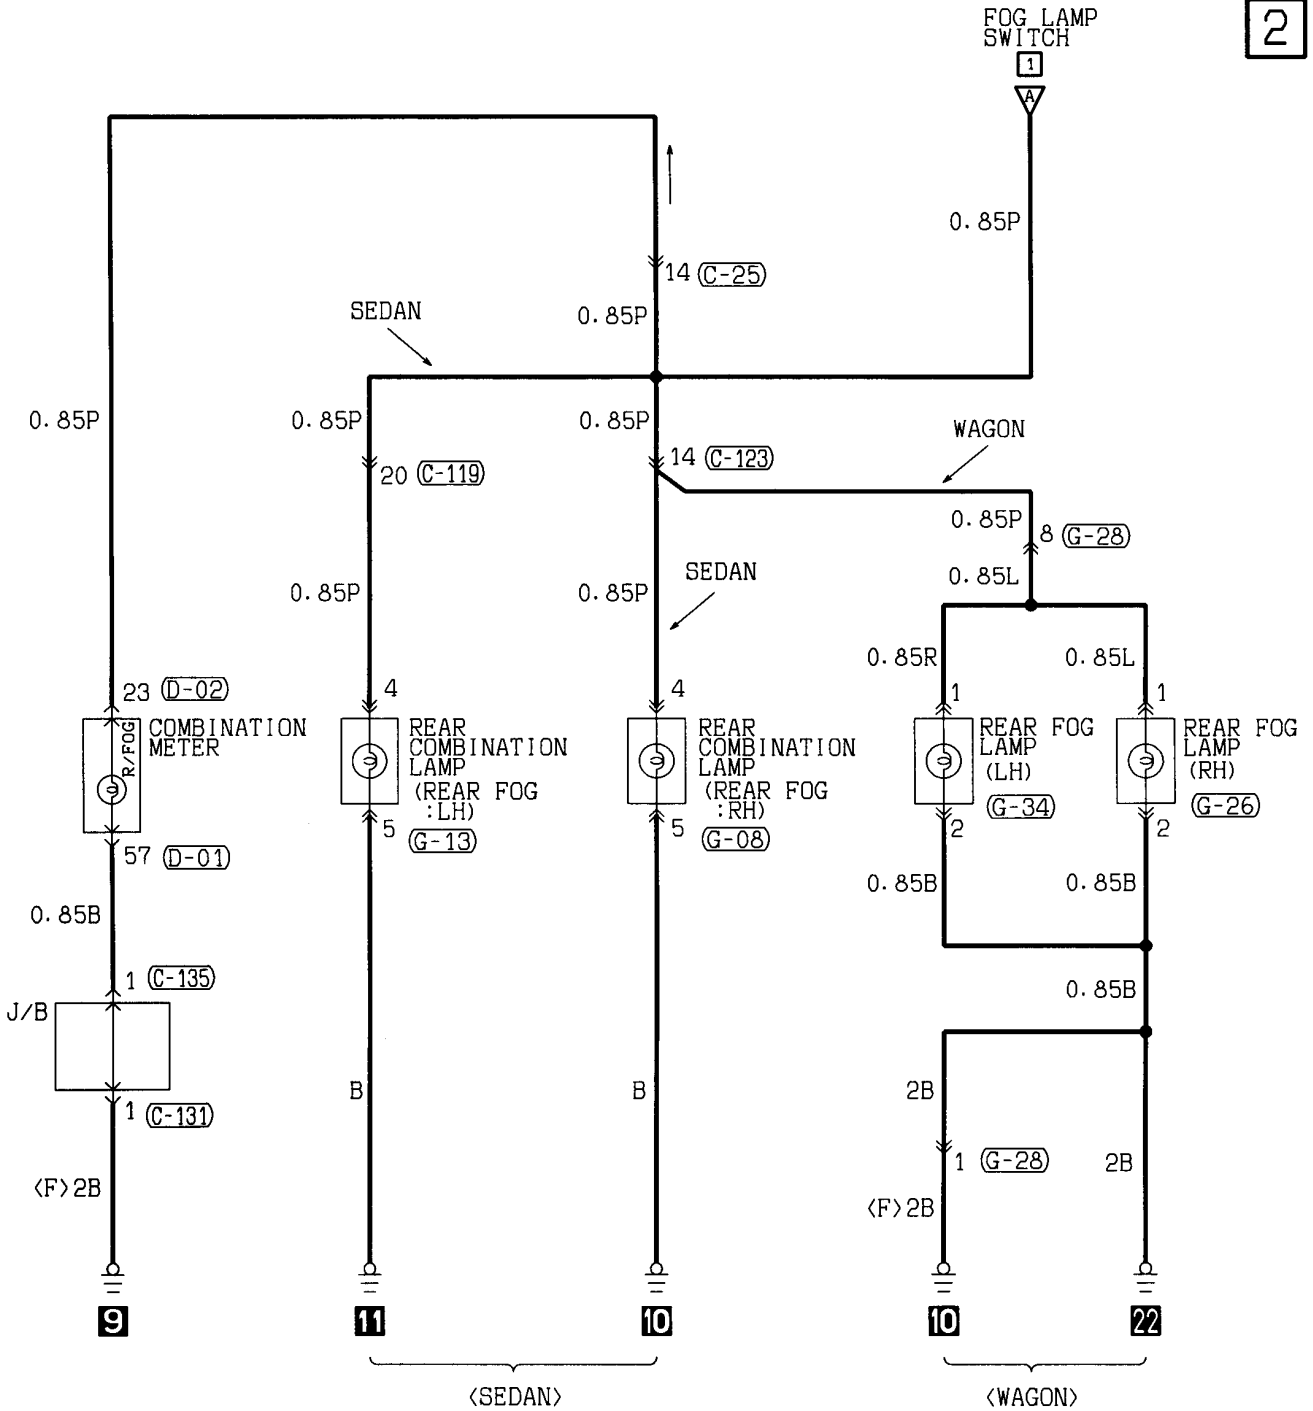 2
FOG LAMP
SWITCH
1
A
0.85P
14 (C-25)
0.85P
SEDAN
0.85P
0.85P
0.85P
WAGON
14 (C-123)
20 (C-119)
0.85P
8 (G-28)
0.85L
SEDAN
0.85P
0.85P
0.85R
0.85L
23 (D-02)
4
4
1
1
R/FOG
COMBINATION
METER
REAR
COMBINATION
LAMP
(REAR FOG
:LH)
REAR
COMBINATION
LAMP
(REAR FOG
:RH)
REAR FOG
LAMP
(LH)
(G-34)
REAR FOG
LAMP
(RH)
(G-26)
5
(G-13)
5
(G-08)
2
2
57 (D-01)
0.85B
0.85B
0.85B
1 (C-135)
J/B
0.85B
B
B
2B
1 (C-131)
1 (G-28)
2B
<F>2B
<F>2B
9
11
10
10
22
<SEDAN>
<WAGON>